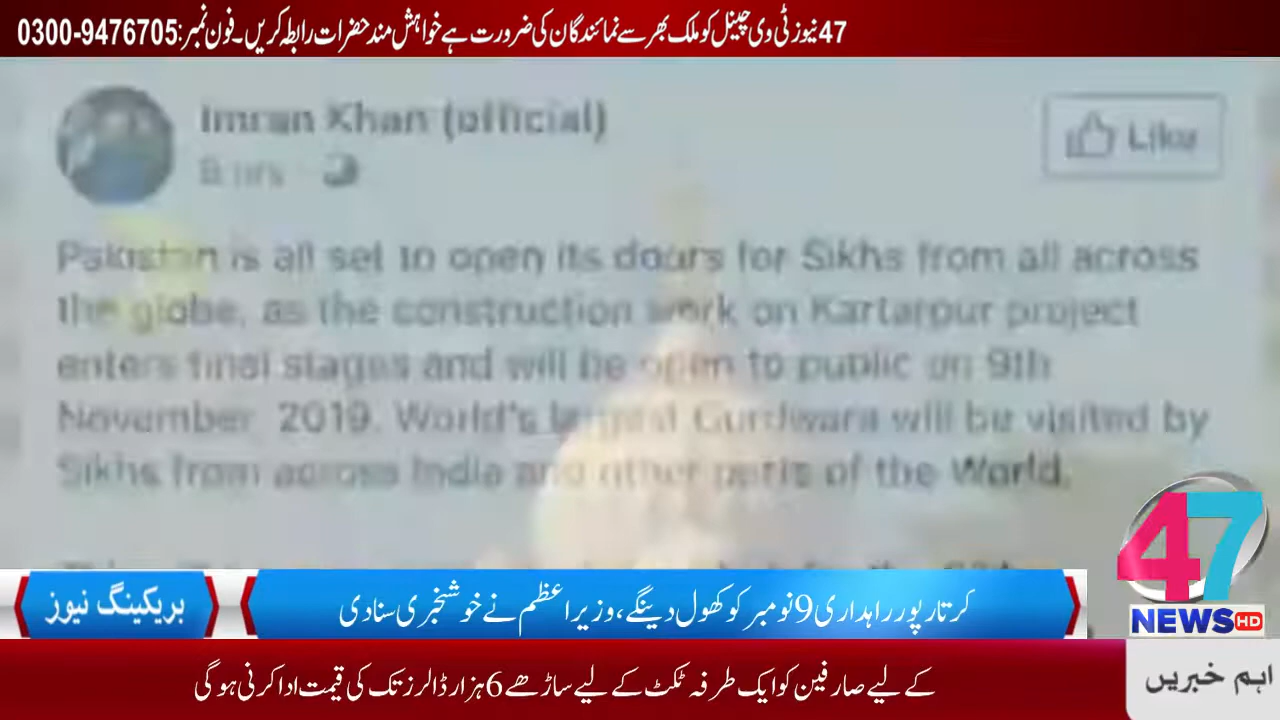 47 نیوز ٹی وی چینل کو ملک بھر سے نمائندگان کی ضرورت ہے خواہش مند حضرات رابطہ کریں۔ فون نمبر: 0300-9476705
Imran Khan (official)
8 hrs
Like
Pakistan is all set to open its doors for Sikhs from all across
the globe, as the construction work on Kartarpur project
enters final stages and will be open to public on 9th
November, 2019. World's largest Gurdwara will be visited by
Sikhs from across India and other parts of the World.
47
NEWS HD
بریکنگ نیوز
کرتارپور راہداری 9 نومبر کو کھول دینگے، وزیراعظم نے خوشخبری سنا دی
اہم خبریں
کے لیے صارفین کو ایک طرفہ ٹکٹ کے لیے ساڑھے 6 ہزار ڈالرز تک کی قیمت ادا کرنی ہوگی